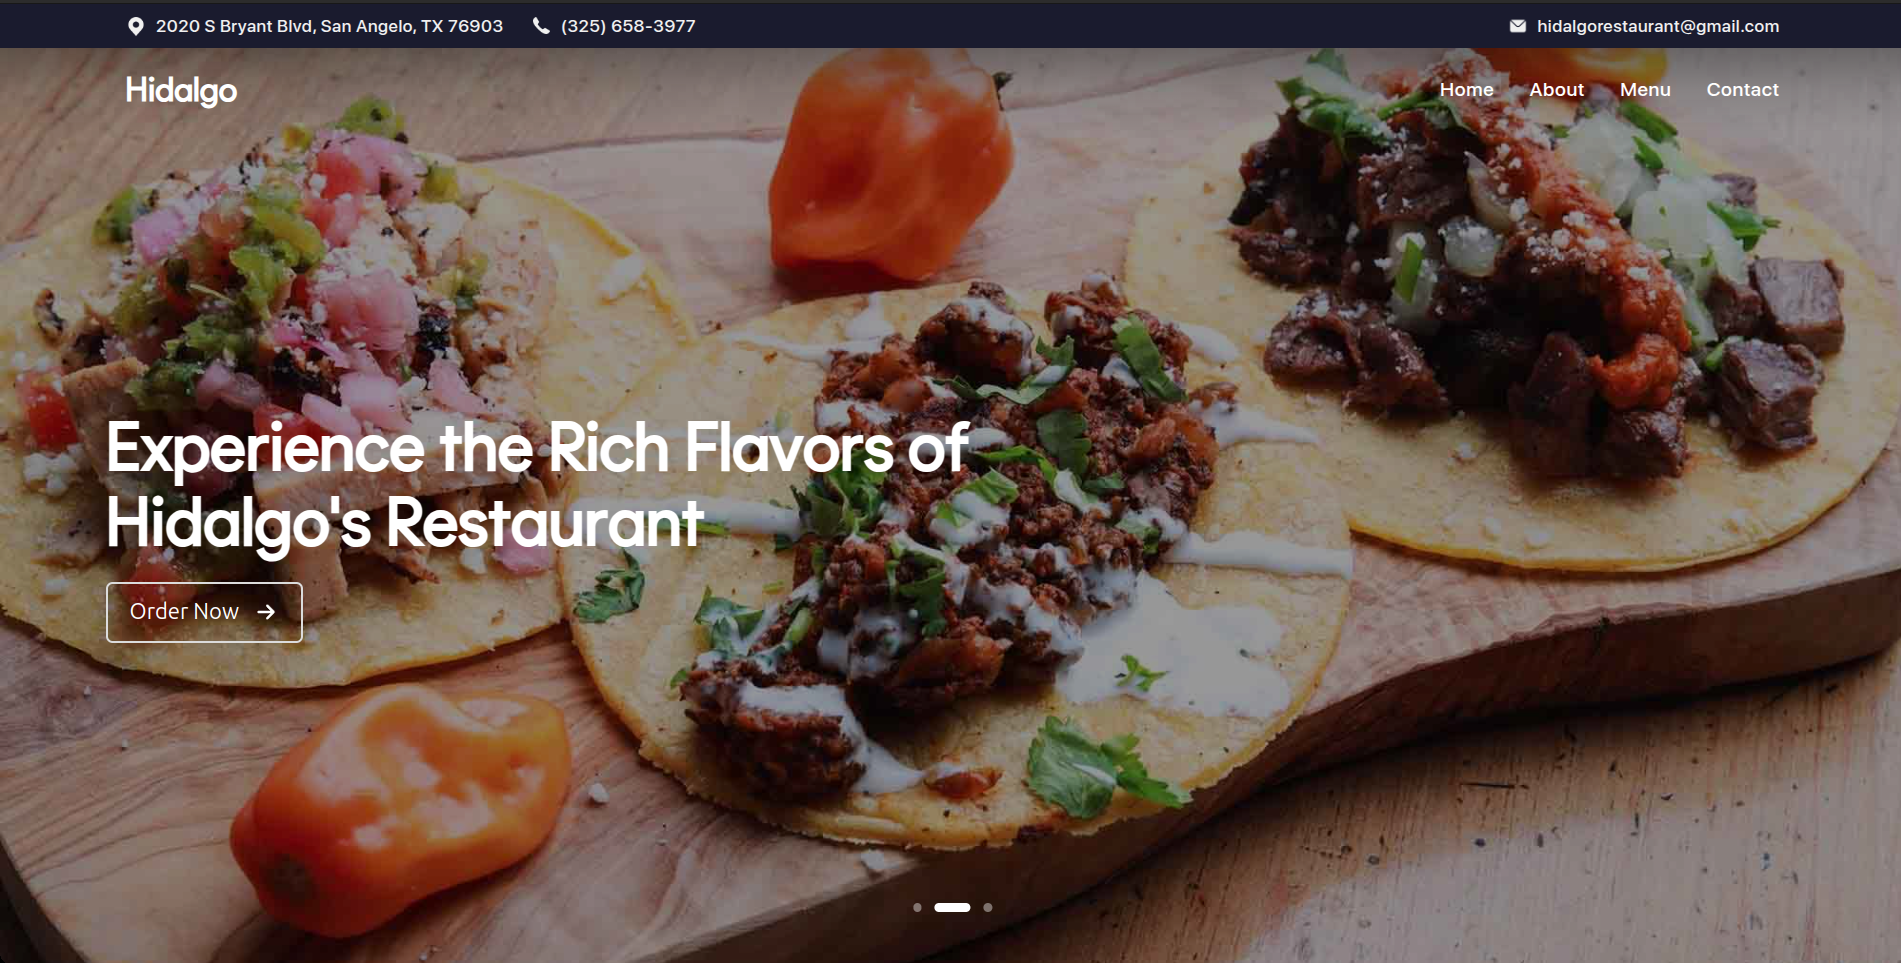 2020 S Bryant Blvd, San Angelo, TX 76903 (325) 658-3977 hidalgorestaurant@gmail.com
Hidalgo Home About Menu Contact
Experience the Rich Flavors of
Hidalgo's Restaurant
Order Now